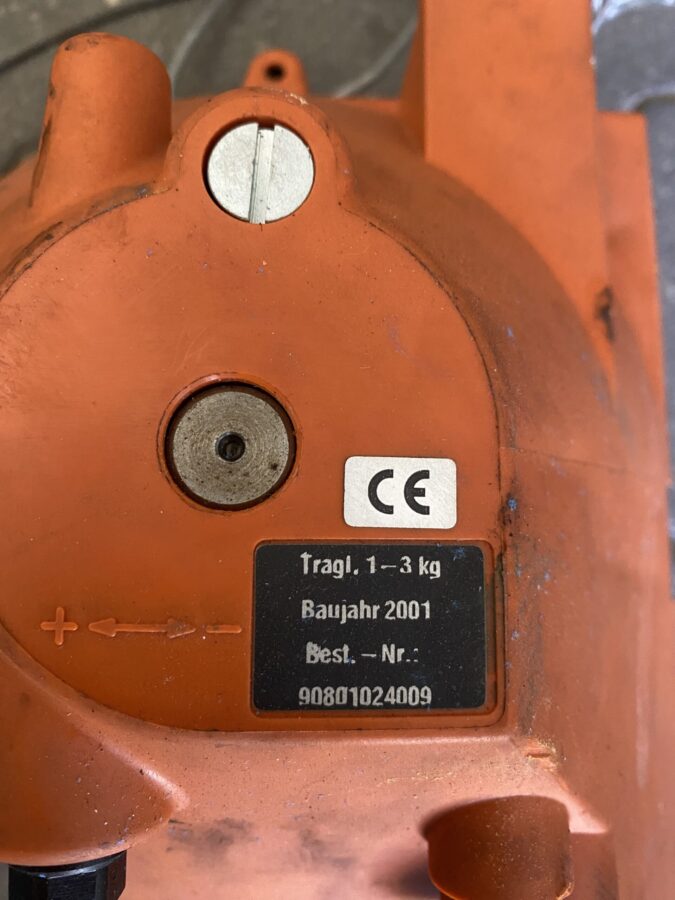 CE
Tragl. 1–3 kg
Baujahr 2001
Best. – Nr.:
90801024009
+ −